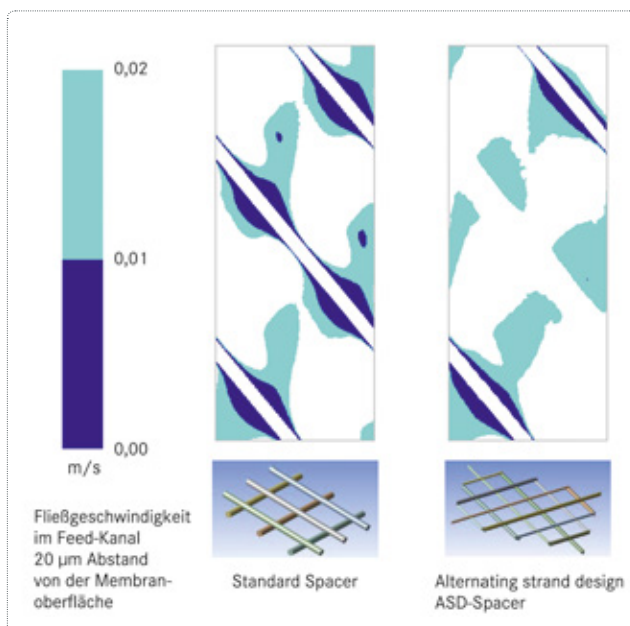 0,02
0,01
0,00
m/s
Fließgeschwindigkeit
im Feed-Kanal
20 µm Abstand
von der Membran-
oberfläche
Standard Spacer
Alternating strand design
ASD-Spacer